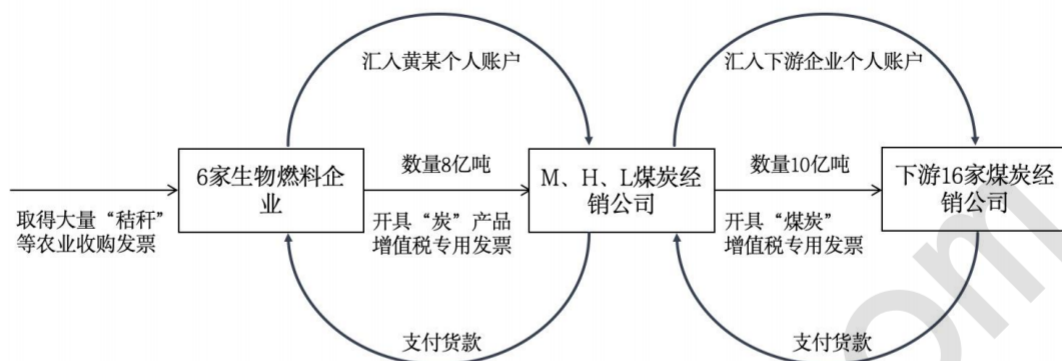 汇入黄某个人账户
汇入下游企业个人账户
取得大量“秸秆”
等农业收购发票
6家生物燃料企
业
数量8亿吨
开具“炭”产品
增值税专用发票
M、H、L煤炭经
销公司
数量10亿吨
开具“煤炭”
增值税专用发票
下游16家煤炭经
销公司
支付货款
支付货款
om